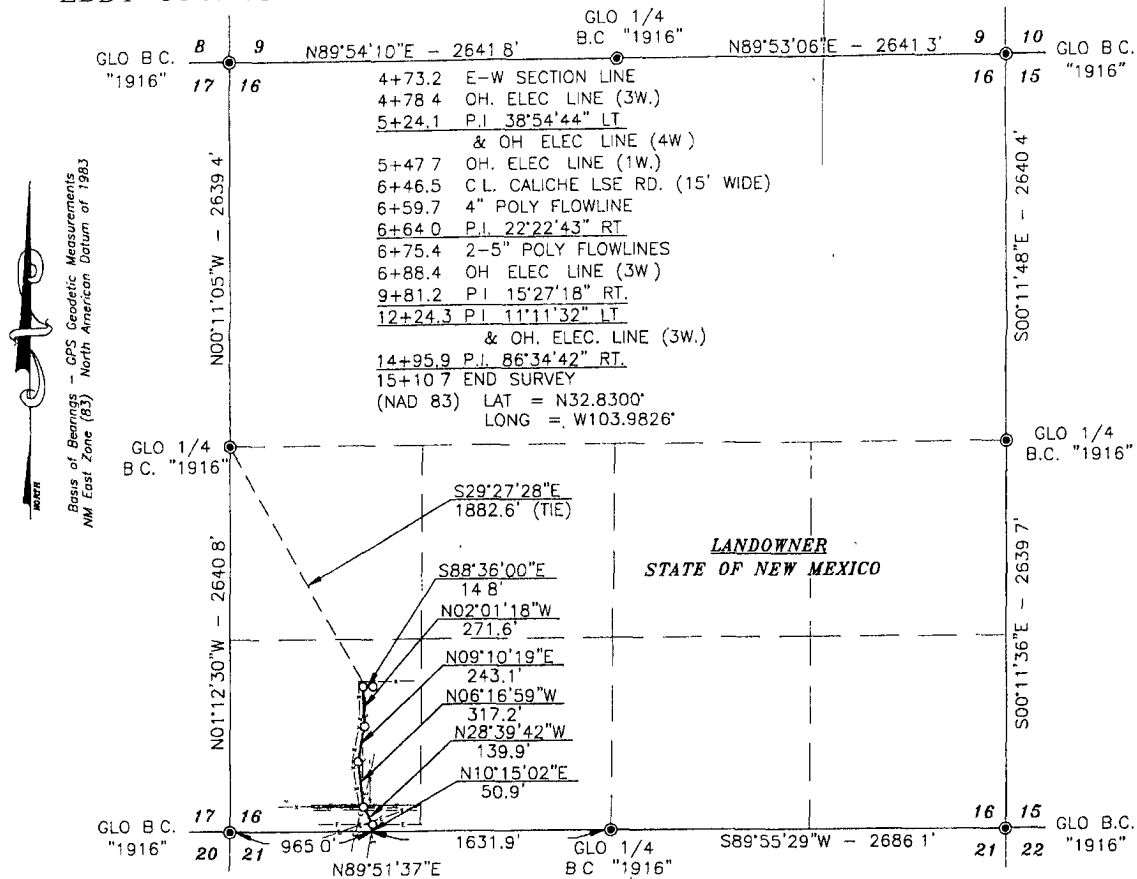 GLO 1/4
B.C "1916"
8 9
N89°54'10"E - 2641 8'
N89°53'06"E - 2641 3'
9 10
GLO B C.
"1916"
17 16
GLO B C.
"1916"
16 15
4+73.2 E-W SECTION LINE
4+78 4 OH. ELEC LINE (3W.)
5+24.1 P.I 38°54'44" LT
& OH ELEC LINE (4W)
5+47 7 OH. ELEC LINE (1W.)
6+46.5 C L. CALICHE LSE RD. (15' WIDE)
6+59.7 4" POLY FLOWLINE
6+64 0 P.I. 22°22'43" RT
6+75.4 2-5" POLY FLOWLINES
6+88.4 OH ELEC LINE (3W)
9+81.2 P I 15°27'18" RT.
12+24.3 P.I 11°11'32" LT
& OH. ELEC. LINE (3W.)
14+95.9 P.I. 86°34'42" RT.
15+10 7 END SURVEY
(NAD 83) LAT = N32.8300°
LONG = W103.9826°
N00°11'05"W - 2639 4'
S00°11'48"E - 2640 4'
Basis of Bearings - GPS Geodetic Measurements
NM East Zone (83) North American Datum of 1983
NORTH
GLO 1/4
B C. "1916"
GLO 1/4
B.C. "1916"
S29°27'28"E
1882.6' (TIE)
LANDOWNER
STATE OF NEW MEXICO
N01°12'30"W - 2640 8'
S00°11'36"E - 2639 7'
S88°36'00"E
14 8'
N02°01'18"W
271.6'
N09°10'19"E
243.1'
N06°16'59"W
317.2'
N28°39'42"W
139.9'
N10°15'02"E
50.9'
17 16
GLO B C.
"1916"
20 21
965 0'
1631.9'
N89°51'37"E
GLO 1/4
B C "1916"
S89°55'29"W - 2686 1'
16 15
GLO B.C.
"1916"
21 22